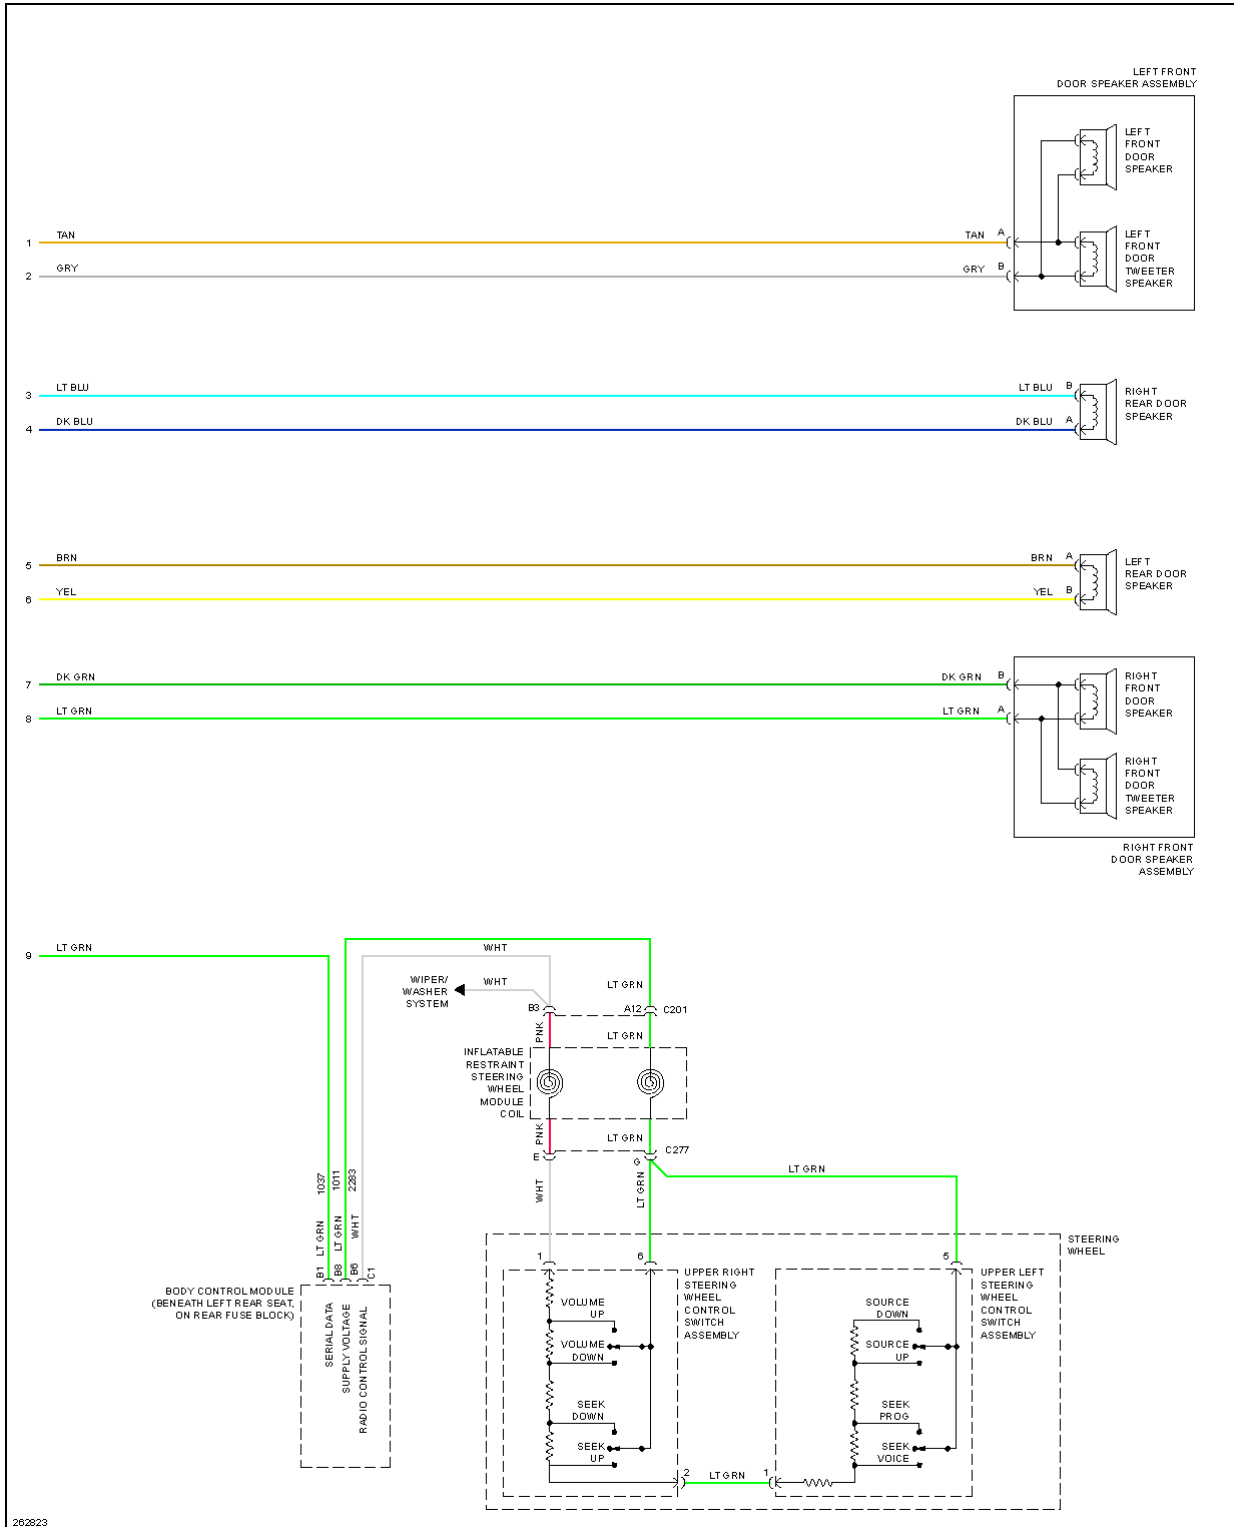 LEFT FRONT
DOOR SPEAKER ASSEMBLY
LEFT
FRONT
DOOR
SPEAKER
1 TAN TAN A
LEFT
FRONT
DOOR
TWEETER
SPEAKER
2 GRY GRY B
3 LT BLU LT BLU B
4 DK BLU DK BLU A
RIGHT
REAR DOOR
SPEAKER
5 BRN BRN A
6 YEL YEL B
LEFT
REAR DOOR
SPEAKER
7 DK GRN DK GRN B
8 LT GRN LT GRN A
RIGHT
FRONT
DOOR
SPEAKER
RIGHT
FRONT
DOOR
TWEETER
SPEAKER
RIGHT FRONT
DOOR SPEAKER
ASSEMBLY
9 LT GRN
WHT
WIPER/
WASHER
SYSTEM
WHT
LT GRN
B3 A12 C201
PNK
LT GRN
INFLATABLE
RESTRAINT
STEERING
WHEEL
MODULE
COIL
PNK
LT GRN
E G C277
WHT
LT GRN
LT GRN
1037
1011
2283
LT GRN
LT GRN
WHT
B1
B8
B6
C1
BODY CONTROL MODULE
(BENEATH LEFT REAR SEAT,
ON REAR FUSE BLOCK)
SERIAL DATA
SUPPLY VOLTAGE
RADIO CONTROL SIGNAL
STEERING
WHEEL
1 6 5
UPPER RIGHT
STEERING
WHEEL
CONTROL
SWITCH
ASSEMBLY
VOLUME
UP
VOLUME
DOWN
SEEK
DOWN
SEEK
UP
UPPER LEFT
STEERING
WHEEL
CONTROL
SWITCH
ASSEMBLY
SOURCE
DOWN
SOURCE
UP
SEEK
PROG
SEEK
VOICE
2 LT GRN 1
262823